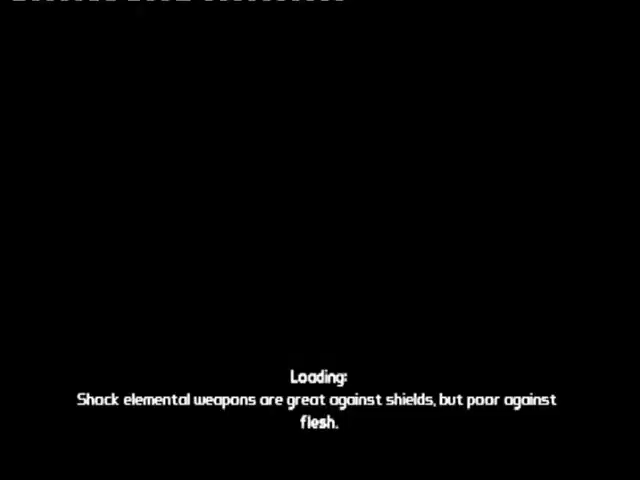 Loading:
Shock elemental weapons are great against shields, but poor against
flesh.